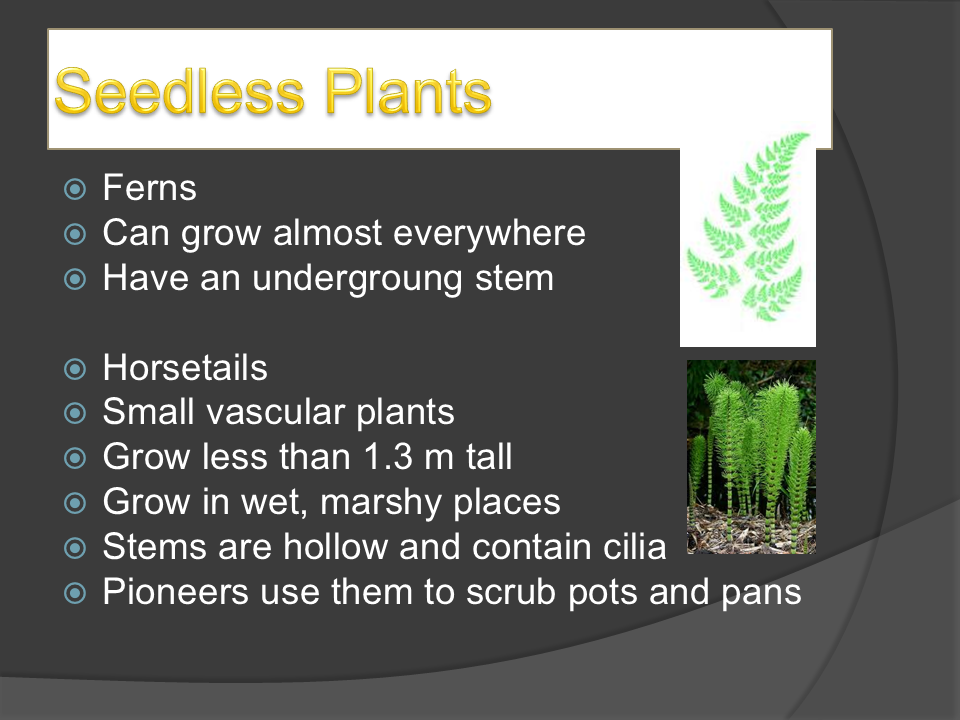 Seedless Plants
Ferns
Can grow almost everywhere
Have an undergroung stem
Horsetails
Small vascular plants
Grow less than 1.3 m tall
Grow in wet, marshy places
Stems are hollow and contain cilia
Pioneers use them to scrub pots and pans